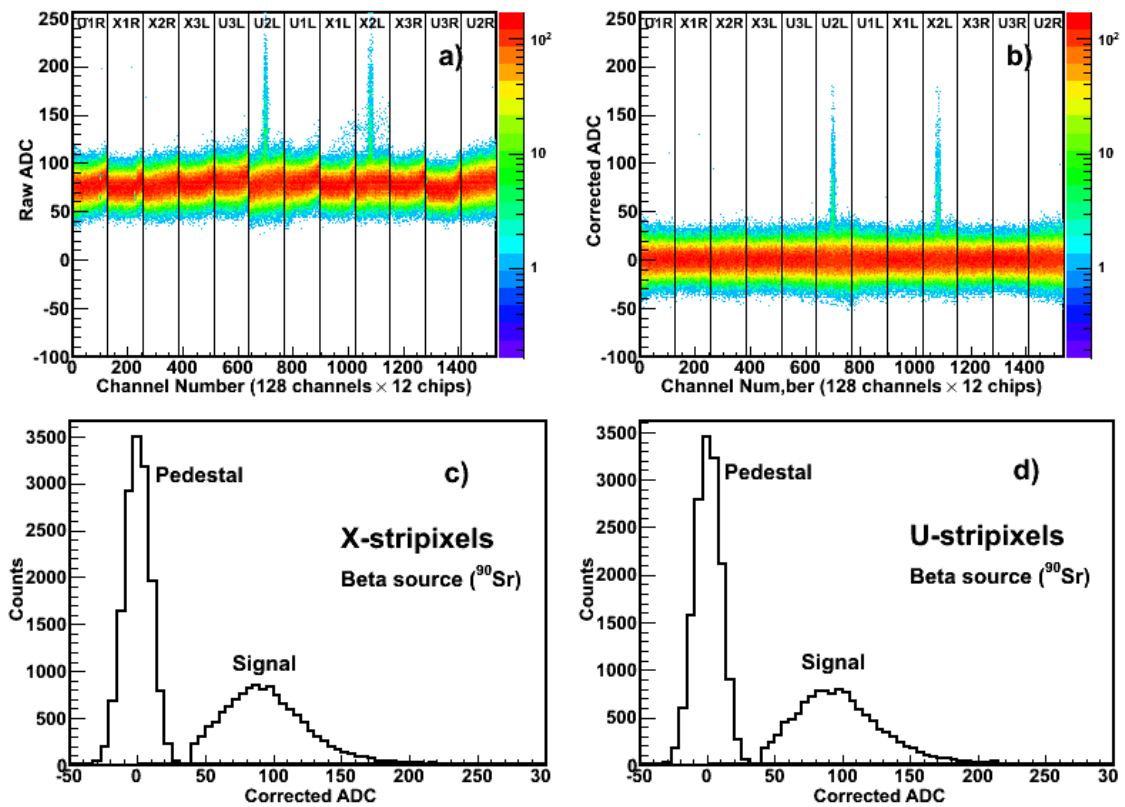 U1R X1R X2R X3L U3L U2L U1L X1L X2L X3R U3R U2R
a)
250
200
150
100
50
0
-50
-100
Raw ADC
0 200 400 600 800 1000 1200 1400
Channel Number (128 channels × 12 chips)
10²
10
1
U1R X1R X2R X3L U3L U2L U1L X1L X2L X3R U3R U2R
b)
250
200
150
100
50
0
-50
-100
Corrected ADC
0 200 400 600 800 1000 1200 1400
Channel Num,ber (128 channels × 12 chips)
10²
10
1
3500
3000
2500
2000
1500
1000
500
0
Counts
Pedestal
c)
X-stripixels
Beta source (⁹⁰Sr)
Signal
-50 0 50 100 150 200 250 30
Corrected ADC
3500
3000
2500
2000
1500
1000
500
0
Counts
Pedestal
d)
U-stripixels
Beta source (⁹⁰Sr)
Signal
-50 0 50 100 150 200 250 30
Corrected ADC